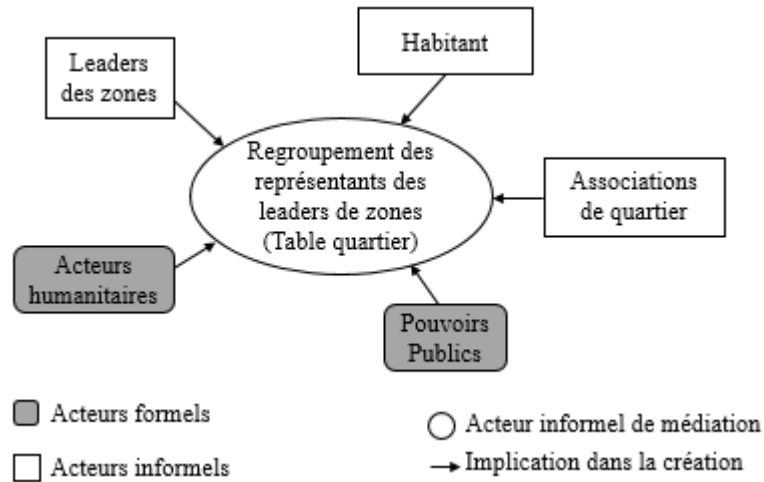 Leaders
des zones
Habitant
Regroupement des
représentants des
leaders de zones
(Table quartier)
Associations
de quartier
Acteurs
humanitaires
Pouvoirs
Publics
Acteurs formels
Acteurs informels
Acteur informel de médiation
Implication dans la création